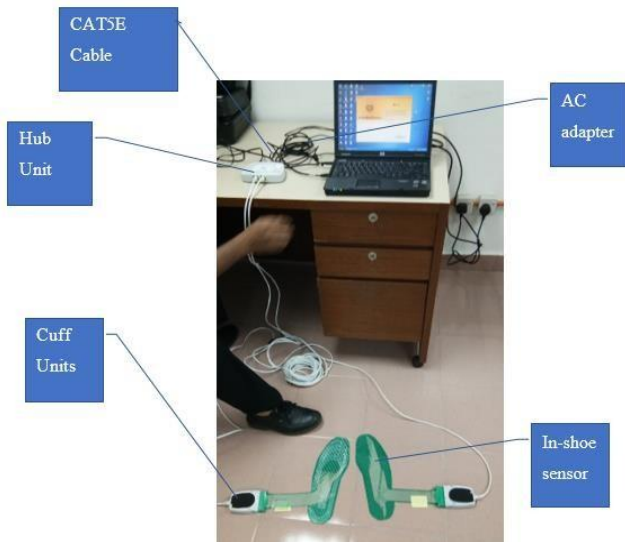 CAT5E
Cable
Hub
Unit
AC
adapter
Cuff
Units
In-shoe
sensor